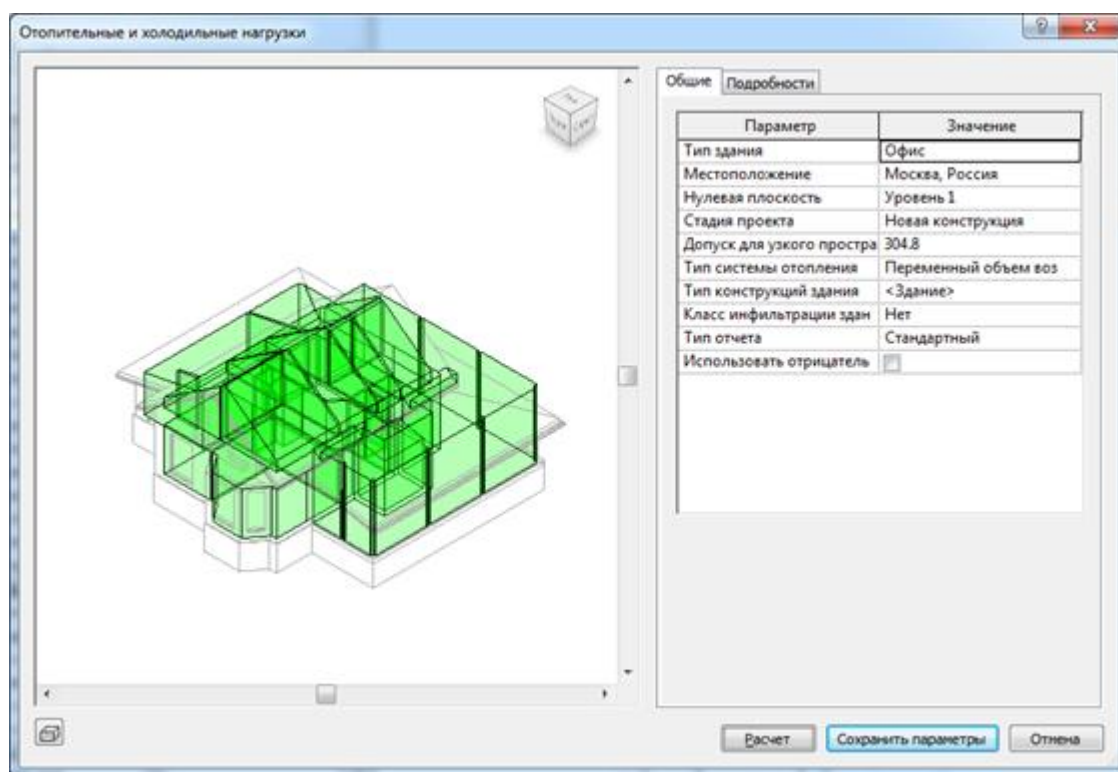 Отопительные и холодильные нагрузки
Общие Подробности
Параметр Значение
Тип здания Офис
Местоположение Москва, Россия
Нулевая плоскость Уровень 1
Стадия проекта Новая конструкция
Допуск для узкого простра 304.8
Тип системы отопления Переменный объем воз
Тип конструкций здания <Здание>
Класс инфильтрации здан Нет
Тип отчета Стандартный
Использовать отрицатель
Расчет Сохранить параметры Отмена